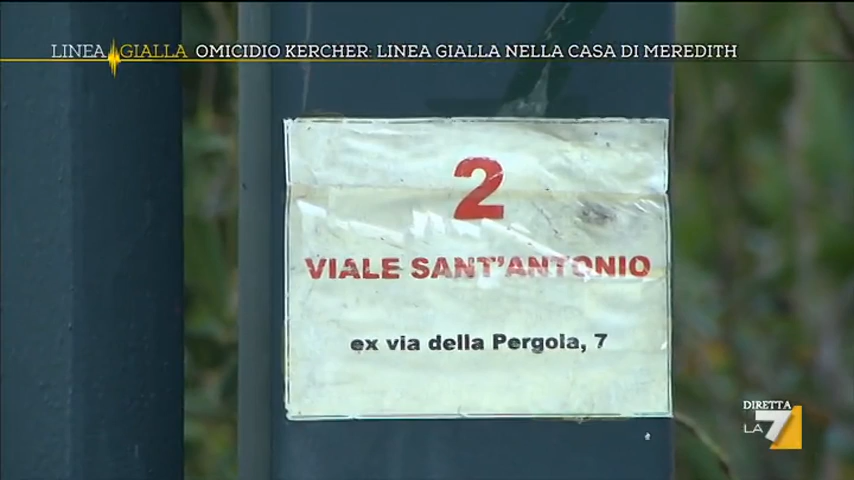 LINEA GIALLA OMICIDIO KERCHER: LINEA GIALLA NELLA CASA DI MEREDITH
2
VIALE SANT'ANTONIO
ex via della Pergola, 7
DIRETTA
LA7